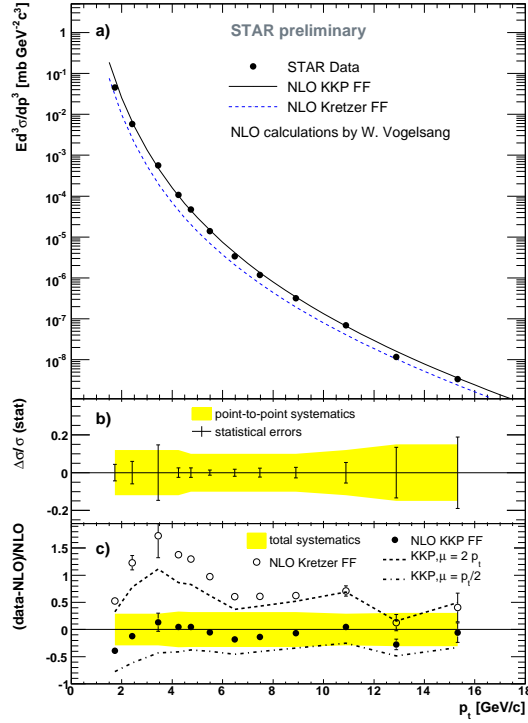 a)
STAR preliminary
Ed³σ/dp³ [mb GeV⁻²c³]
STAR Data
NLO KKP FF
NLO Kretzer FF
NLO calculations by W. Vogelsang
1
10⁻¹
10⁻²
10⁻³
10⁻⁴
10⁻⁵
10⁻⁶
10⁻⁷
10⁻⁸
b)
Δσ/σ (stat)
point-to-point systematics
statistical errors
0.2
0
-0.2
c)
(data-NLO)/NLO
total systematics
NLO KKP FF
NLO Kretzer FF
KKP,μ = 2 pₜ
KKP,μ = pₜ/2
1.5
1
0.5
0
-0.5
-1
2 4 6 8 10 12 14 16 18
pₜ [GeV/c]